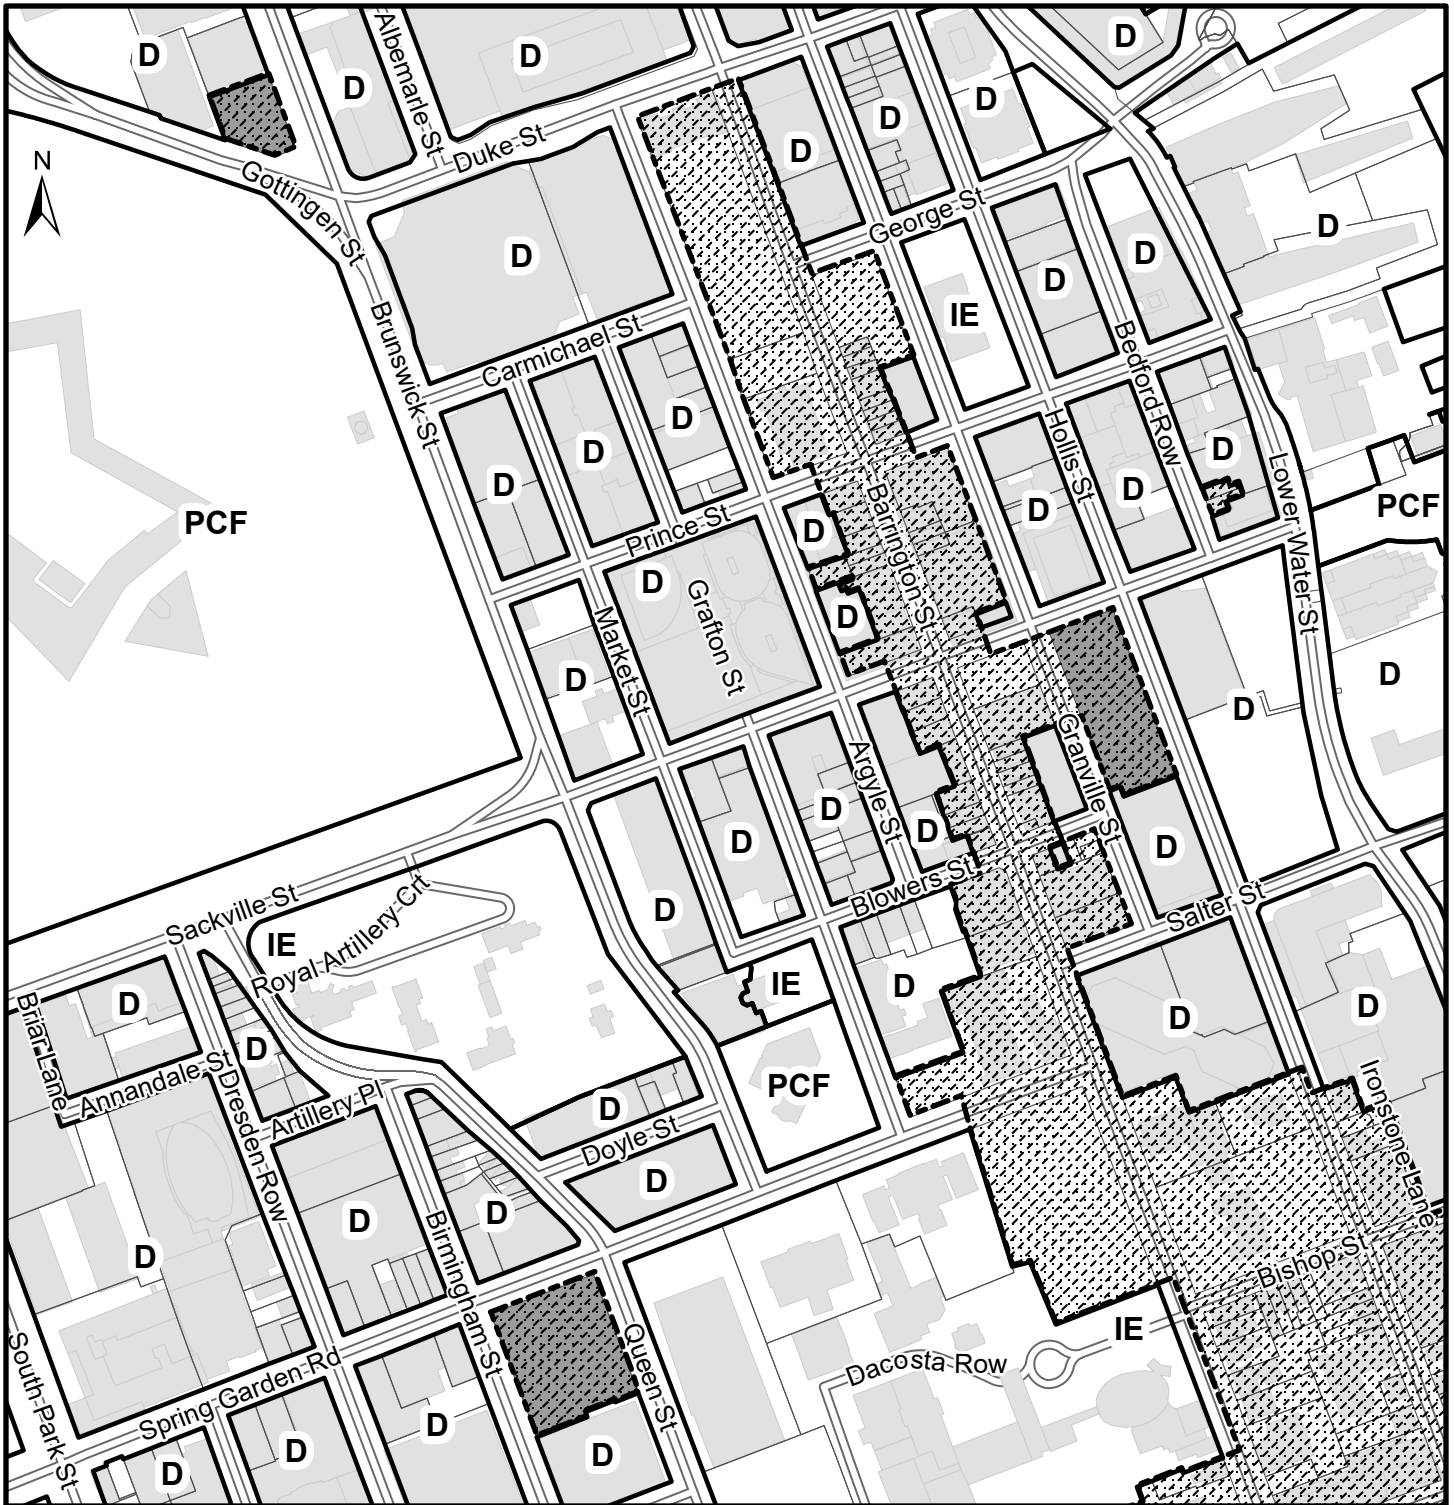 D
D
D
D
Albemarle St
Duke St
D
D
D
Gottingen St
N
George St
D
D
D
D
IE
Brunswick St
Carmichael St
Bedford Row
D
D
D
D
Hollis St
D
D
D
Lower Water St
PCF
PCF
Prince St
D
Barrington St
D
Grafton St
D
Market St
D
D
D
Granville St
Argyle St
D
D
D
D
D
Blowers St
Salter St
Sackville St
Royal Artillery Crt
IE
IE
D
D
D
D
Briar Lane
D
Annandale St
Dresden Row
Artillery Pl
D
Doyle St
PCF
Ironstone Lane
D
D
D
D
Birmingham St
Bishop St
IE
Dacosta Row
Queen St
South Park St
Spring Garden Rd
D
D
D
D